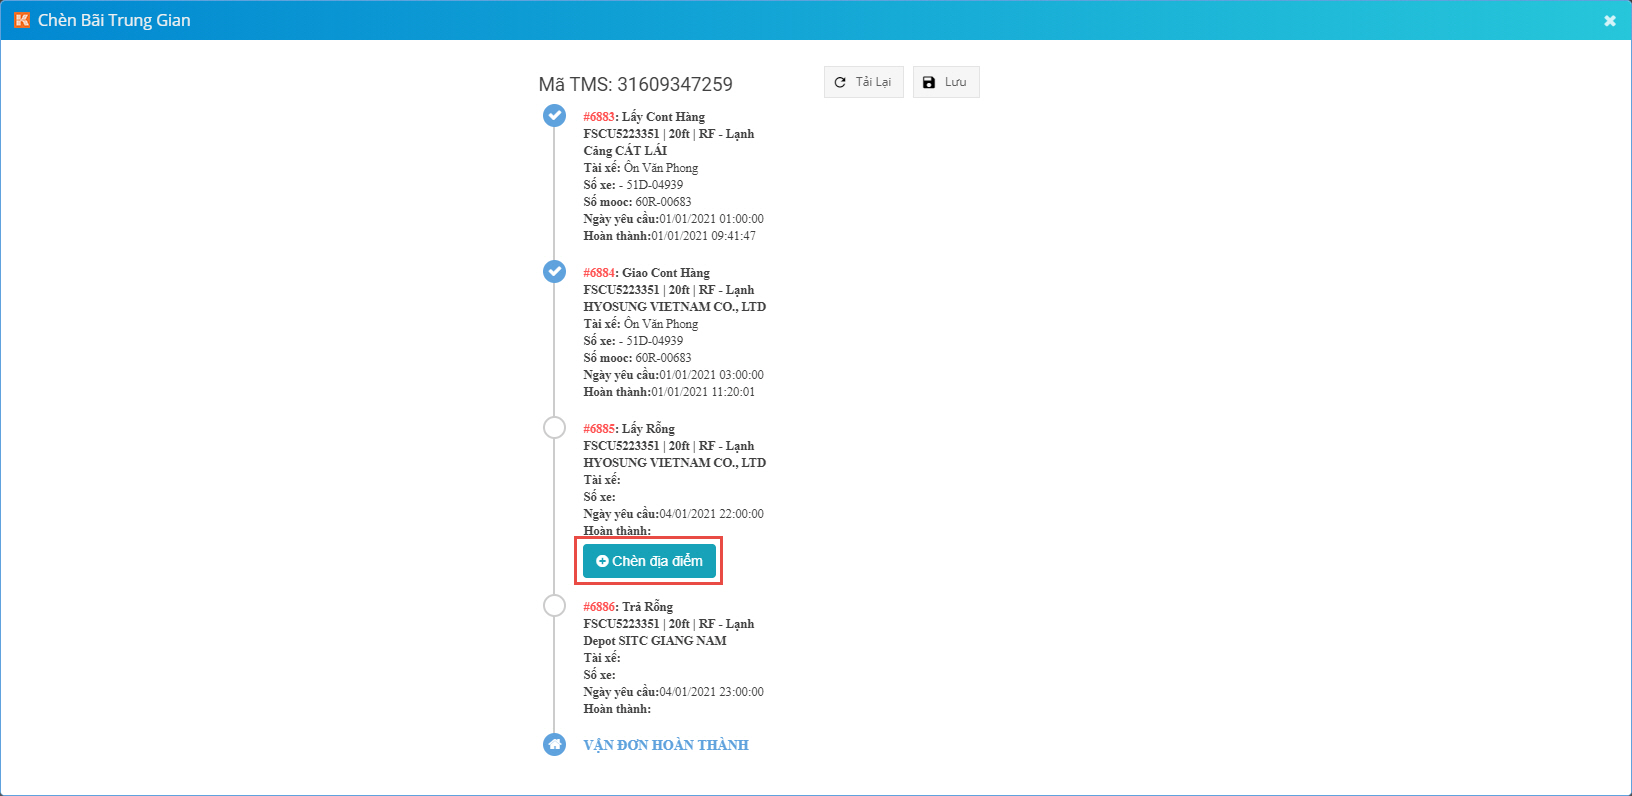 Chèn Bãi Trung Gian
Mã TMS: 31609347259
Tải Lại
Lưu
#6883: Lấy Cont Hàng
FSCU5223351 | 20ft | RF - Lạnh
Cảng CÁT LÁI
Tài xế: Ôn Văn Phong
Số xe: - 51D-04939
Số mooc: 60R-00683
Ngày yêu cầu:01/01/2021 01:00:00
Hoàn thành:01/01/2021 09:41:47
#6884: Giao Cont Hàng
FSCU5223351 | 20ft | RF - Lạnh
HYOSUNG VIETNAM CO., LTD
Tài xế: Ôn Văn Phong
Số xe: - 51D-04939
Số mooc: 60R-00683
Ngày yêu cầu:01/01/2021 03:00:00
Hoàn thành:01/01/2021 11:20:01
#6885: Lấy Rỗng
FSCU5223351 | 20ft | RF - Lạnh
HYOSUNG VIETNAM CO., LTD
Tài xế:
Số xe:
Ngày yêu cầu:04/01/2021 22:00:00
Hoàn thành:
Chèn địa điểm
#6886: Trả Rỗng
FSCU5223351 | 20ft | RF - Lạnh
Depot SITC GIANG NAM
Tài xế:
Số xe:
Ngày yêu cầu:04/01/2021 23:00:00
Hoàn thành:
VẬN ĐƠN HOÀN THÀNH